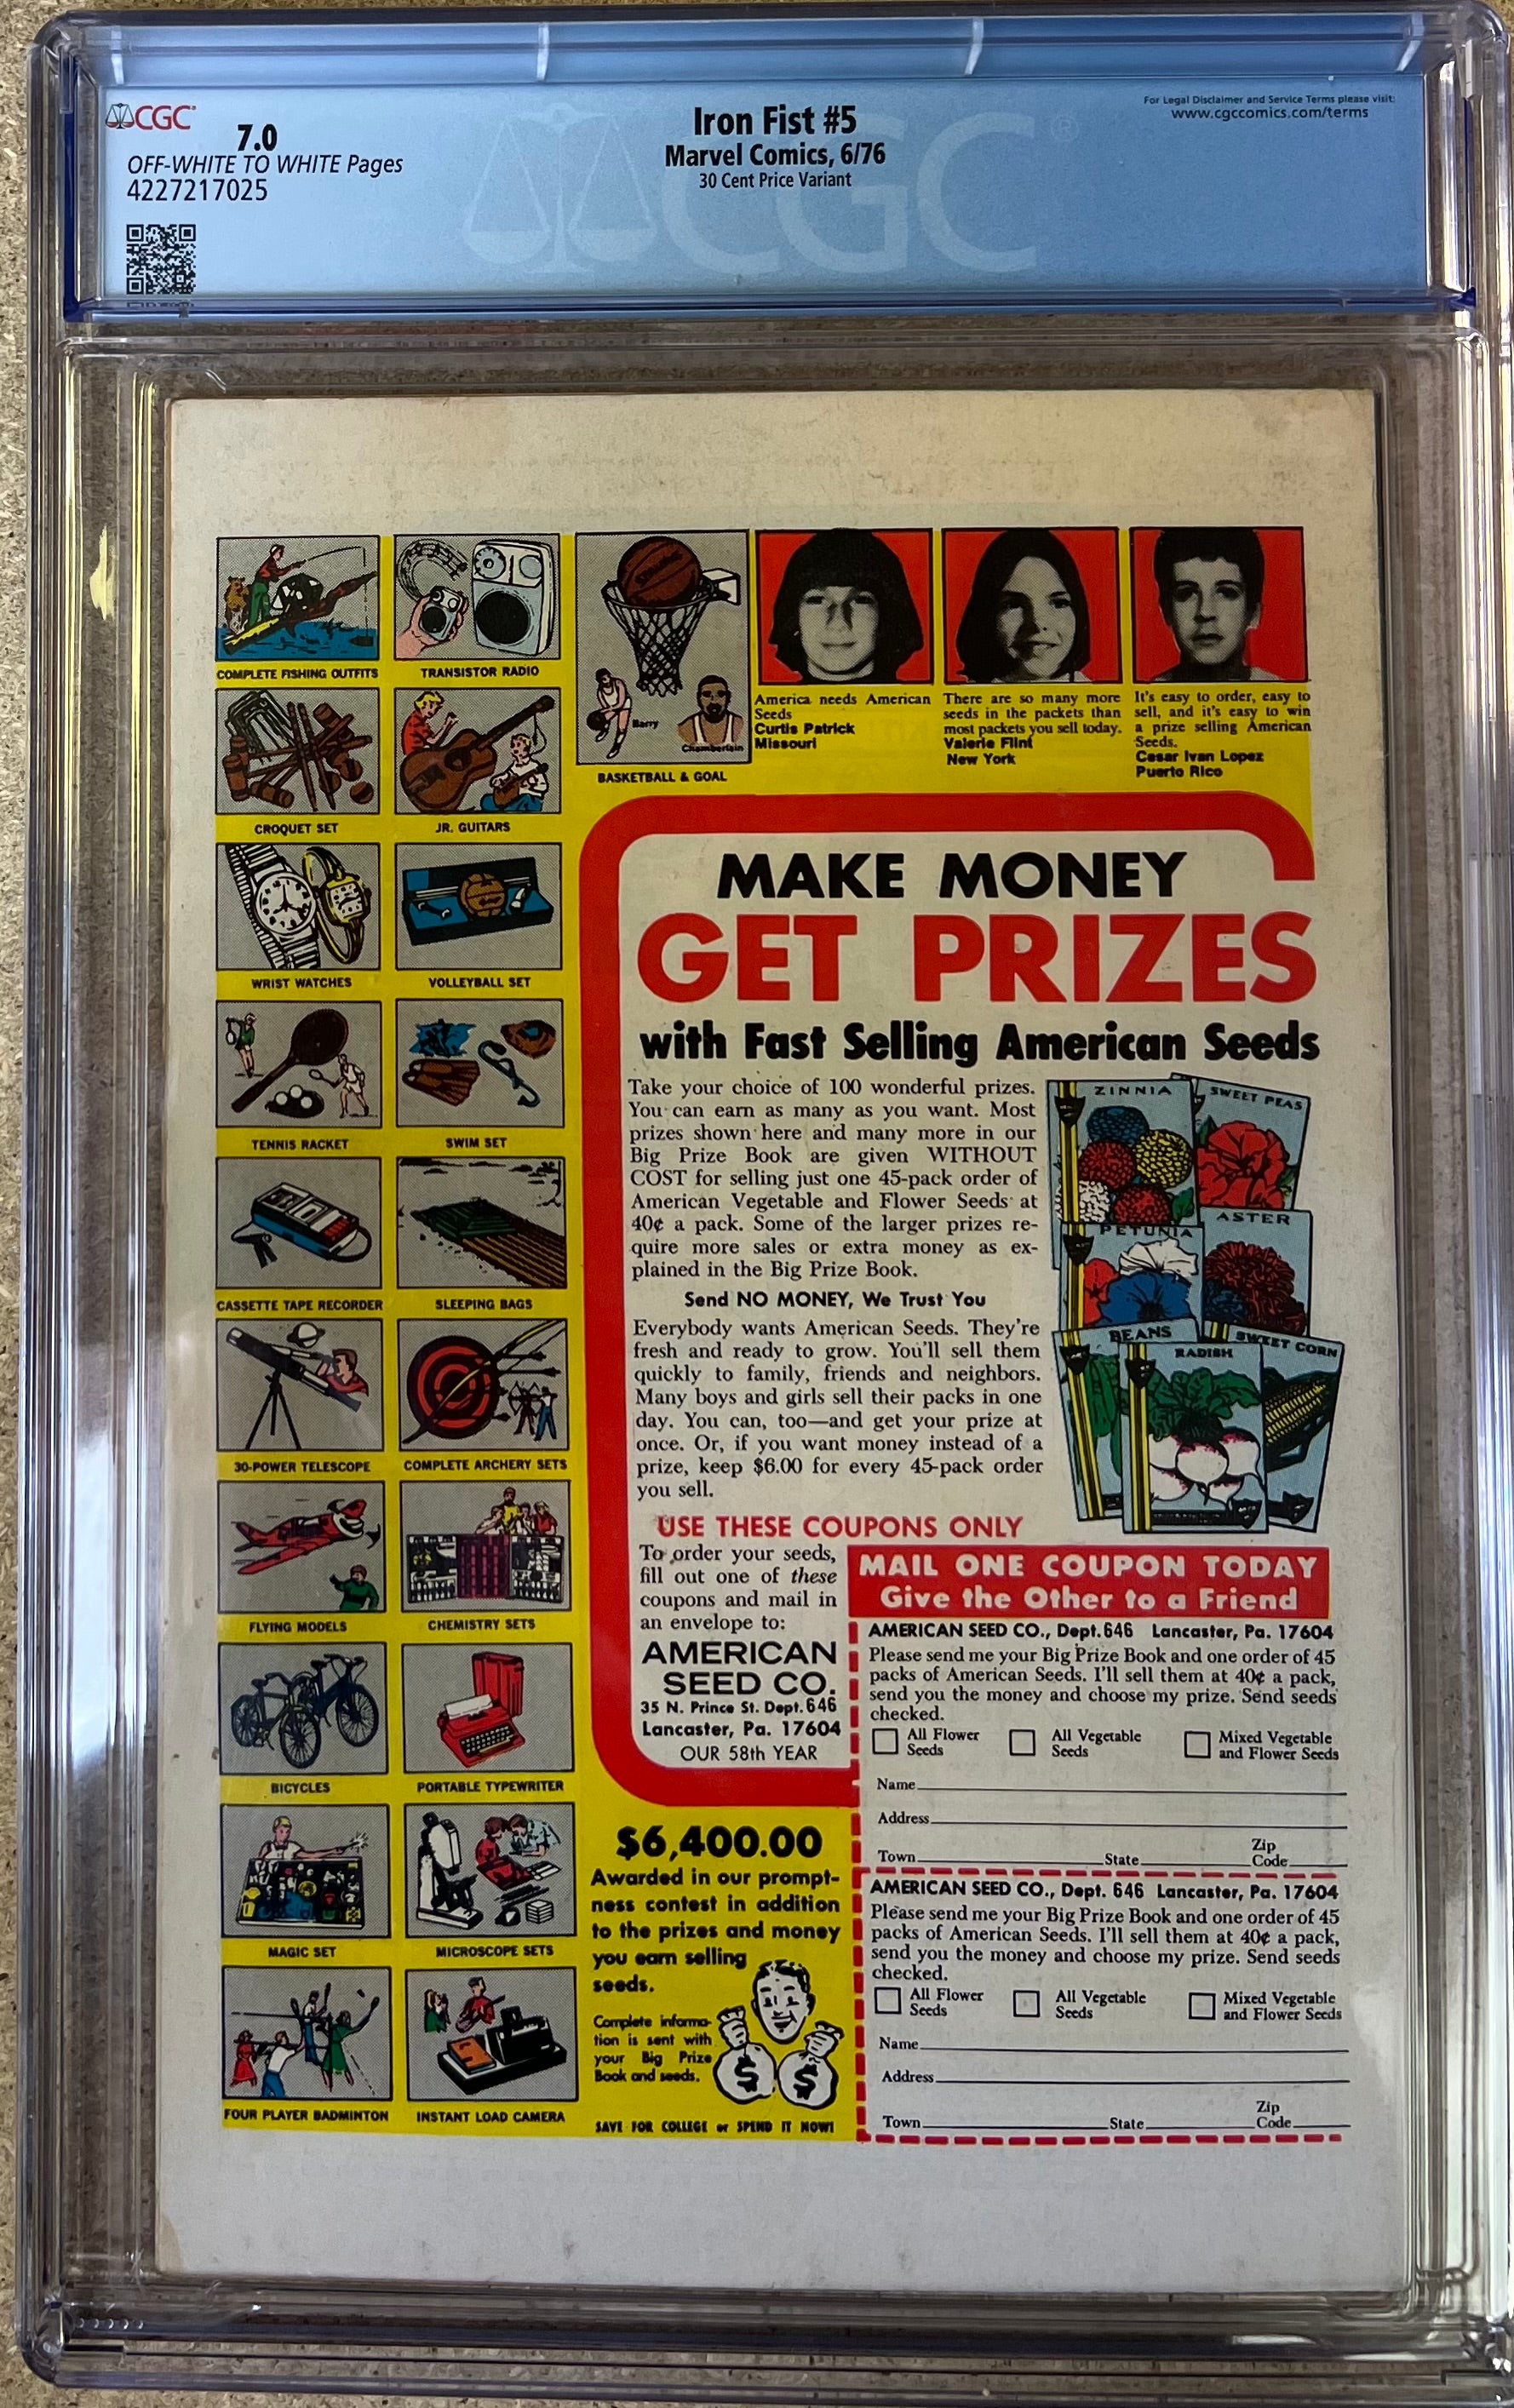 CGC
7.0
OFF-WHITE TO WHITE Pages
4227217025
Iron Fist #5
Marvel Comics, 6/76
30 Cent Price Variant
For Legal Disclaimer and Service Terms please visit:
www.cgccomics.com/terms
CGC
COMPLETE FISHING OUTFITS
TRANSISTOR RADIO
CROQUET SET
JR. GUITARS
WRIST WATCHES
VOLLEYBALL SET
TENNIS RACKET
SWIM SET
CASSETTE TAPE RECORDER
SLEEPING BAGS
30-POWER TELESCOPE
COMPLETE ARCHERY SETS
FLYING MODELS
CHEMISTRY SETS
BICYCLES
PORTABLE TYPEWRITER
MAGIC SET
MICROSCOPE SETS
FOUR PLAYER BADMINTON
INSTANT LOAD CAMERA
Barry
Chamberlain
BASKETBALL & GOAL
America needs American
Seeds
Curtis Patrick
Missouri
There are so many more
seeds in the packets than
most packets you sell today.
Valerie Flint
New York
It's easy to order, easy to
sell, and it's easy to win
a prize selling American
Seeds.
Cesar Ivan Lopez
Puerto Rico
MAKE MONEY
GET PRIZES
with Fast Selling American Seeds
Take your choice of 100 wonderful prizes.
You can earn as many as you want. Most
prizes shown here and many more in our
Big Prize Book are given WITHOUT
COST for selling just one 45-pack order of
American Vegetable and Flower Seeds at
40¢ a pack. Some of the larger prizes re-
quire more sales or extra money as ex-
plained in the Big Prize Book.
Send NO MONEY, We Trust You
Everybody wants American Seeds. They're
fresh and ready to grow. You'll sell them
quickly to family, friends and neighbors.
Many boys and girls sell their packs in one
day. You can, too—and get your prize at
once. Or, if you want money instead of a
prize, keep $6.00 for every 45-pack order
you sell.
ZINNIA
SWEET PEAS
PETUNIA
ASTER
BEANS
RADISH
SWEET CORN
USE THESE COUPONS ONLY
To order your seeds,
fill out one of these
coupons and mail in
an envelope to:
AMERICAN
SEED CO.
35 N. Prince St. Dept. 646
Lancaster, Pa. 17604
OUR 58th YEAR
MAIL ONE COUPON TODAY
Give the Other to a Friend
AMERICAN SEED CO., Dept. 646 Lancaster, Pa. 17604
Please send me your Big Prize Book and one order of 45
packs of American Seeds. I'll sell them at 40¢ a pack,
send you the money and choose my prize. Send seeds
checked.
All Flower
Seeds
All Vegetable
Seeds
Mixed Vegetable
and Flower Seeds
Name
Address
Town State Zip
Code
AMERICAN SEED CO., Dept. 646 Lancaster, Pa. 17604
Please send me your Big Prize Book and one order of 45
packs of American Seeds. I'll sell them at 40¢ a pack,
send you the money and choose my prize. Send seeds
checked.
All Flower
Seeds
All Vegetable
Seeds
Mixed Vegetable
and Flower Seeds
Name
Address
Town State Zip
Code
$6,400.00
Awarded in our prompt-
ness contest in addition
to the prizes and money
you earn selling
seeds.
Complete informa-
tion is sent with
your Big Prize
Book and seeds.
$ $
SAVE FOR COLLEGE or SPEND IT NOW!